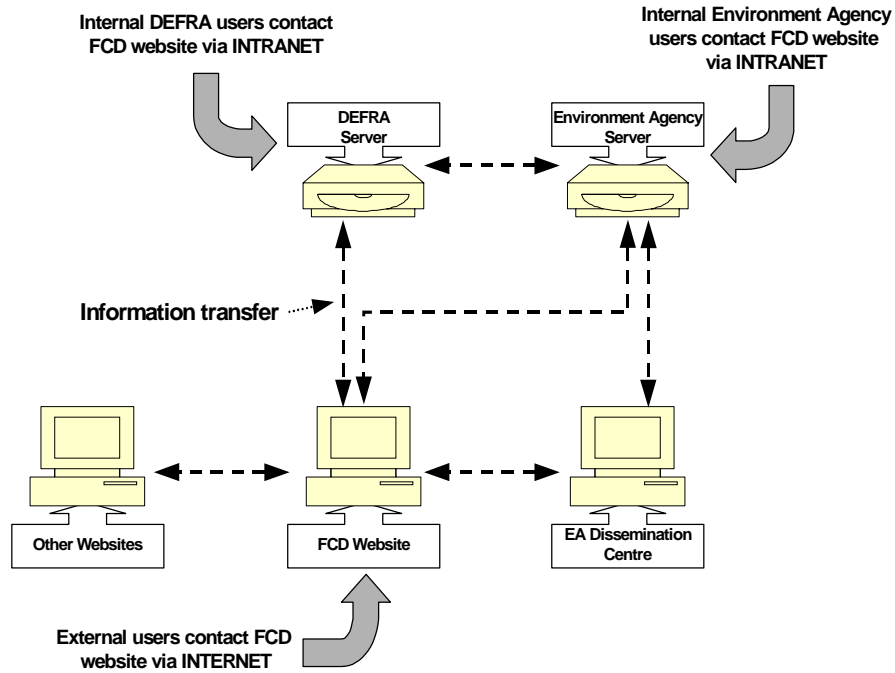 Internal DEFRA users contact
FCD website via INTRANET
Internal Environment Agency
users contact FCD website
via INTRANET
DEFRA
Server
Environment Agency
Server
Information transfer
Other Websites
FCD Website
EA Dissemination
Centre
External users contact FCD
website via INTERNET